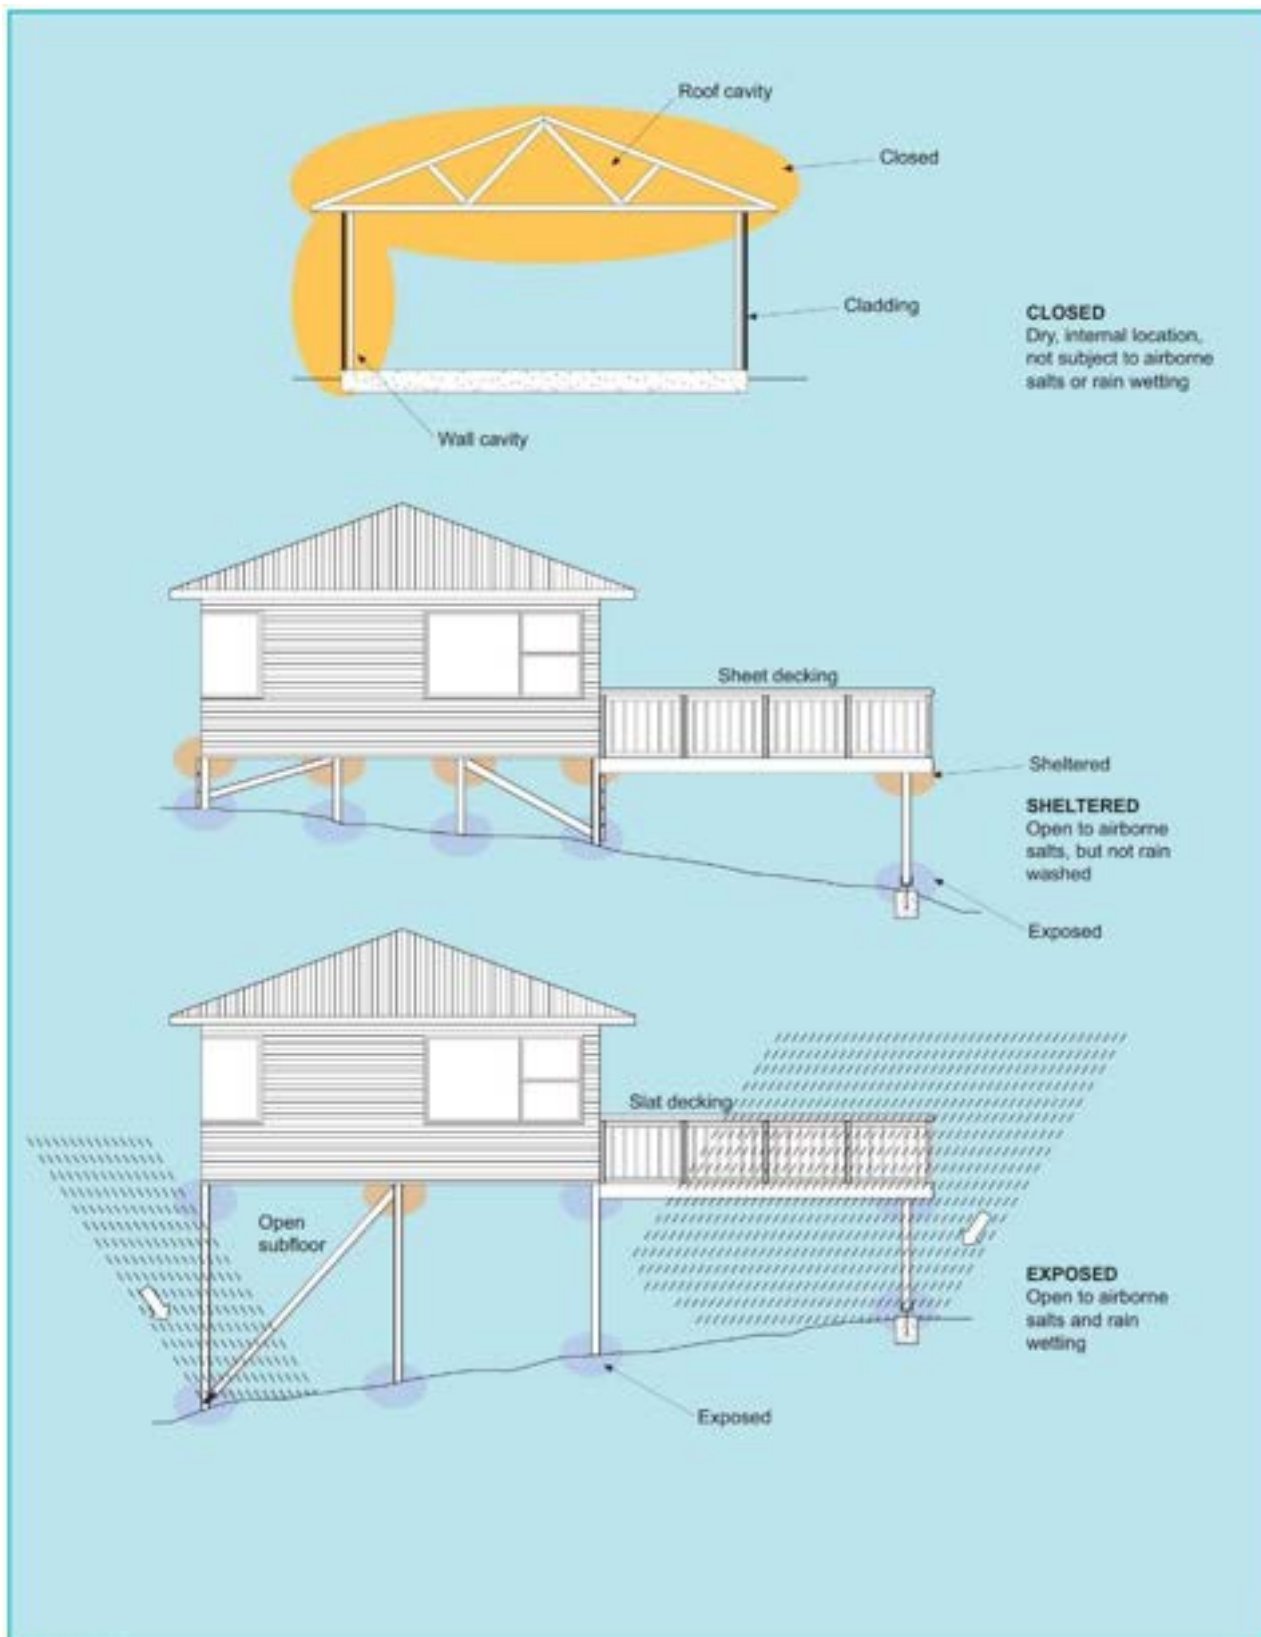 Roof cavity
Closed
Cladding
CLOSED
Dry, internal location,
not subject to airborne
salts or rain wetting
Wall cavity
Sheet decking
Sheltered
SHELTERED
Open to airborne
salts, but not rain
washed
Exposed
Slat decking
Open
subfloor
EXPOSED
Open to airborne
salts and rain
wetting
Exposed